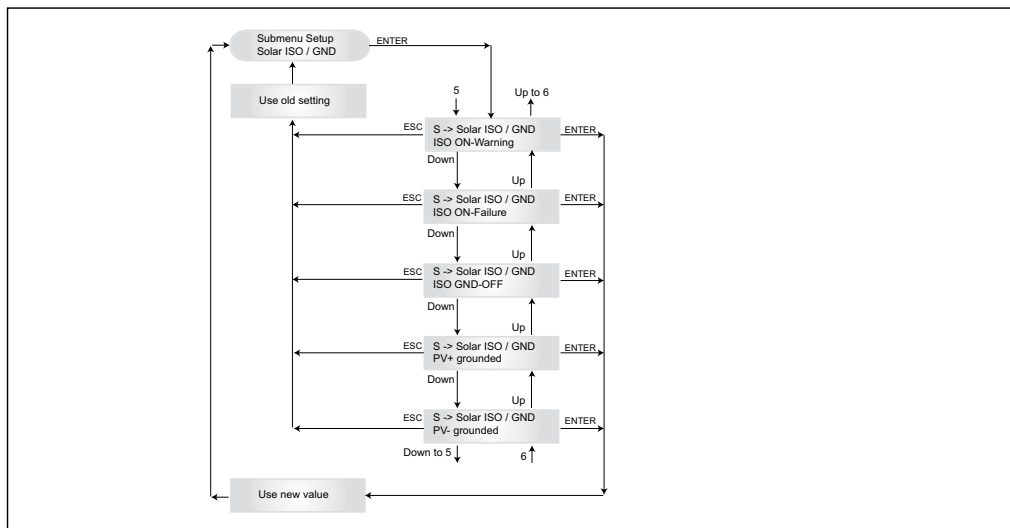 Submenu Setup
Solar ISO / GND
ENTER
Use old setting
5
Up to 6
ESC
S -> Solar ISO / GND
ISO ON-Warning
ENTER
Down
Up
ESC
S -> Solar ISO / GND
ISO ON-Failure
ENTER
Down
Up
ESC
S -> Solar ISO / GND
ISO GND-OFF
ENTER
Down
Up
ESC
S -> Solar ISO / GND
PV+ grounded
ENTER
Down
Up
ESC
S -> Solar ISO / GND
PV- grounded
ENTER
Down to 5
6
Use new value